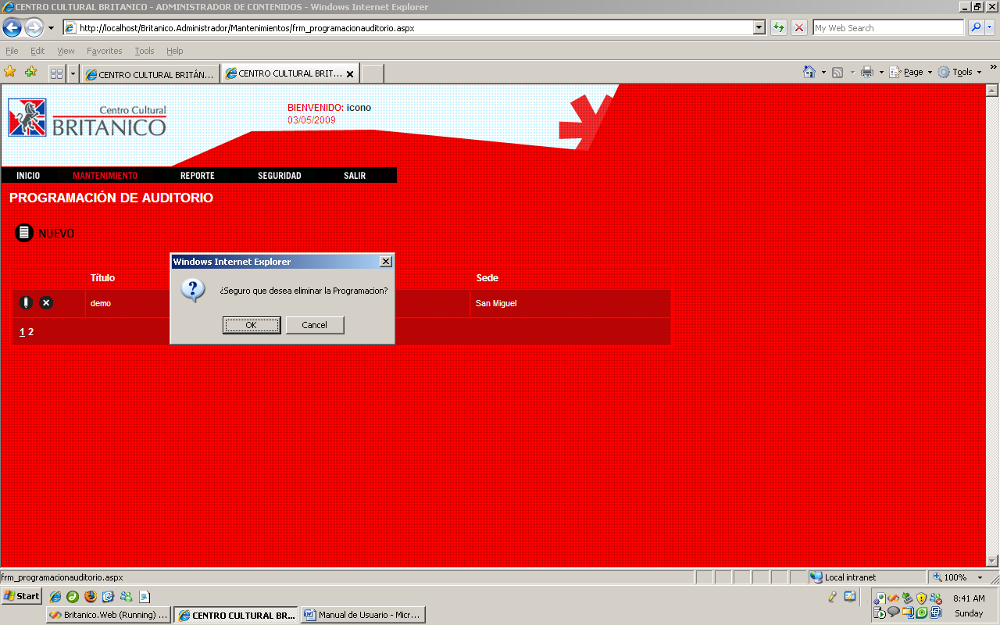 CENTRO CULTURAL BRITANICO - ADMINISTRADOR DE CONTENIDOS - Windows Internet Explorer
http://localhost/Britanico.Administrador/Mantenimientos/frm_programacionauditorio.aspx
My Web Search
File Edit View Favorites Tools Help
CENTRO CULTURAL BRITÁN...
CENTRO CULTURAL BRIT...
Page
Tools
Centro Cultural
BRITANICO
BIENVENIDO: icono
03/05/2009
INICIO MANTENIMIENTO REPORTE SEGURIDAD SALIR
PROGRAMACIÓN DE AUDITORIO
NUEVO
Título Sede
demo San Miguel
1 2
Windows Internet Explorer
¿Seguro que desea eliminar la Programacion?
OK Cancel
frm_programacionauditorio.aspx
Local intranet
100%
Start
8:41 AM
Sunday
Britanico.Web (Running) ...
CENTRO CULTURAL BR...
Manual de Usuario - Micr...